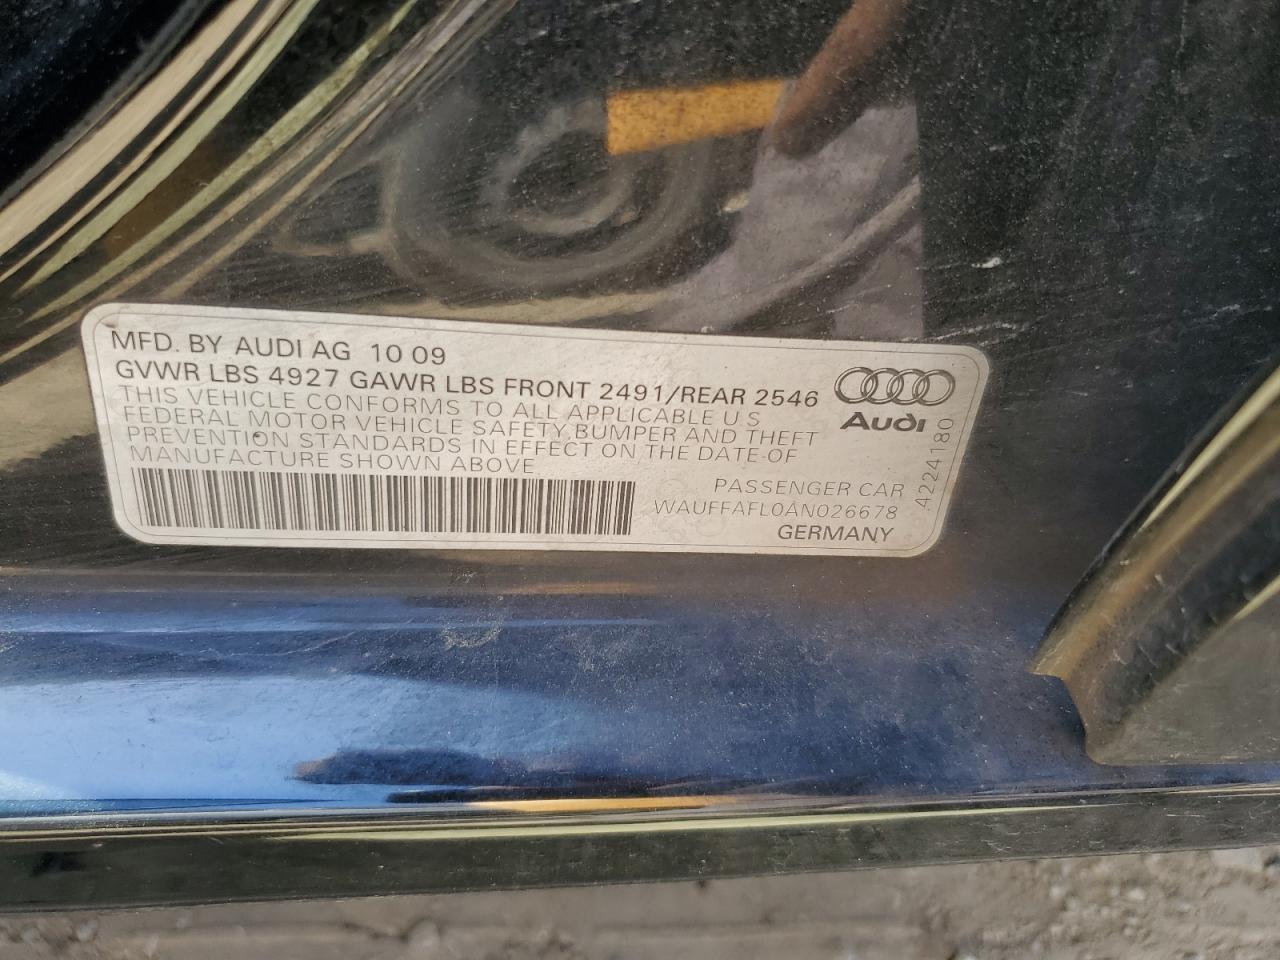 MFD. BY AUDI AG 10 09
GVWR LBS 4927 GAWR LBS FRONT 2491/REAR 2546
THIS VEHICLE CONFORMS TO ALL APPLICABLE U S
FEDERAL MOTOR VEHICLE SAFETY, BUMPER AND THEFT
PREVENTION STANDARDS IN EFFECT ON THE DATE OF
MANUFACTURE SHOWN ABOVE
Audi
PASSENGER CAR
WAUFFAFL0AN026678
GERMANY
4224180